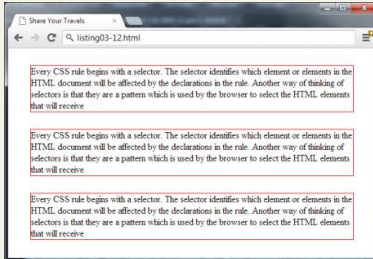 Share Your Travels
listing03-12.html
Every CSS rule begins with a selector. The selector identifies which element or elements in the
HTML document will be affected by the declarations in the rule. Another way of thinking of
selectors is that they are a pattern which is used by the browser to select the HTML elements
that will receive
Every CSS rule begins with a selector. The selector identifies which element or elements in the
HTML document will be affected by the declarations in the rule. Another way of thinking of
selectors is that they are a pattern which is used by the browser to select the HTML elements
that will receive
Every CSS rule begins with a selector. The selector identifies which element or elements in the
HTML document will be affected by the declarations in the rule. Another way of thinking of
selectors is that they are a pattern which is used by the browser to select the HTML elements
that will receive